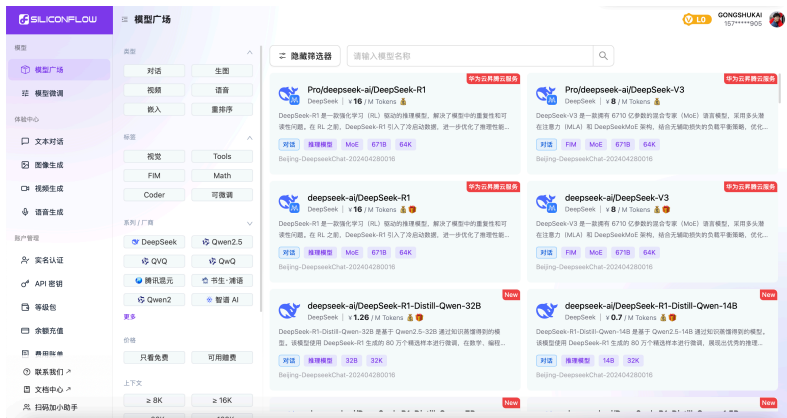 SILICONFLOW
模型
模型广场
模型微调
体验中心
文本对话
图像生成
视频生成
语音生成
账户管理
实名认证
API 密钥
等级包
余额充值
费用账单
联系我们
文档中心
扫码加小助手
模型广场
L0
GONGSHUKAI
157*****905
类型
对话
生图
视频
语音
嵌入
重排序
标签
视觉
Tools
FIM
Math
Coder
可微调
系列 / 厂商
DeepSeek
Qwen2.5
QVQ
QwQ
腾讯混元
书生·浦语
Qwen2
智谱 AI
更多
价格
只看免费
可用赠费
上下文
≥ 8K
≥ 16K
隐藏筛选器
请输入模型名称
华为云昇腾云服务
Pro/deepseek-ai/DeepSeek-R1
DeepSeek | ¥ 16 / M Tokens
DeepSeek-R1 是一款强化学习（RL）驱动的推理模型，解决了模型中的重复性和可
读性问题。在 RL 之前，DeepSeek-R1 引入了冷启动数据，进一步优化了推理性能...
对话 推理模型 MoE 671B 64K
Beijing-DeepseekChat-202404280016
华为云昇腾云服务
Pro/deepseek-ai/DeepSeek-V3
DeepSeek | ¥ 8 / M Tokens
DeepSeek-V3 是一款拥有 6710 亿参数的混合专家（MoE）语言模型，采用多头潜
在注意力（MLA）和 DeepSeekMoE 架构，结合无辅助损失的负载平衡策略，优化...
对话 FIM MoE 671B 64K
Beijing-DeepseekChat-202404280016
华为云昇腾云服务
deepseek-ai/DeepSeek-R1
DeepSeek | ¥ 16 / M Tokens
DeepSeek-R1 是一款强化学习（RL）驱动的推理模型，解决了模型中的重复性和可
读性问题。在 RL 之前，DeepSeek-R1 引入了冷启动数据，进一步优化了推理性能...
对话 推理模型 MoE 671B 64K
Beijing-DeepseekChat-202404280016
华为云昇腾云服务
deepseek-ai/DeepSeek-V3
DeepSeek | ¥ 8 / M Tokens
DeepSeek-V3 是一款拥有 6710 亿参数的混合专家（MoE）语言模型，采用多头潜
在注意力（MLA）和 DeepSeekMoE 架构，结合无辅助损失的负载平衡策略，优化...
对话 FIM MoE 671B 64K
Beijing-DeepseekChat-202404280016
New
deepseek-ai/DeepSeek-R1-Distill-Qwen-32B
DeepSeek | ¥ 1.26 / M Tokens
DeepSeek-R1-Distill-Qwen-32B 是基于 Qwen2.5-32B 通过知识蒸馏得到的模
型。该模型使用 DeepSeek-R1 生成的 80 万个精选样本进行微调，在数学、编程...
对话 推理模型 32B 32K
Beijing-DeepseekChat-202404280016
New
deepseek-ai/DeepSeek-R1-Distill-Qwen-14B
DeepSeek | ¥ 0.7 / M Tokens
DeepSeek-R1-Distill-Qwen-14B 是基于 Qwen2.5-14B 通过知识蒸馏得到的模型。
该模型使用 DeepSeek-R1 生成的 80 万个精选样本进行微调，展现出优秀的推理...
对话 推理模型 14B 32K
Beijing-DeepseekChat-202404280016
New
New